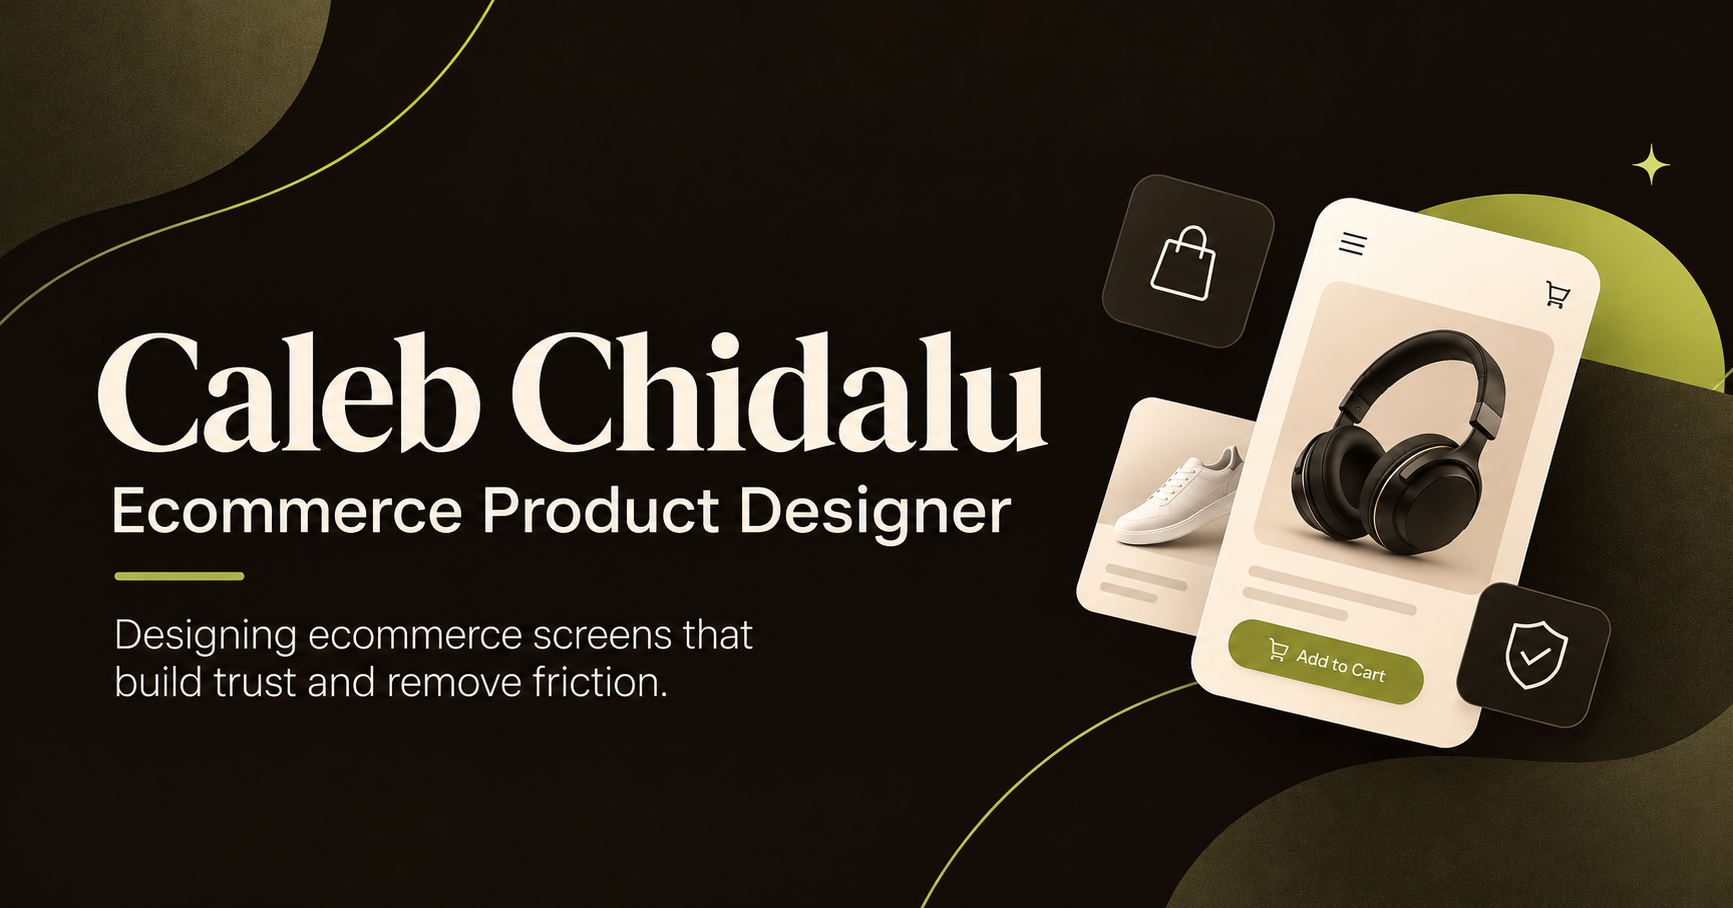 Caleb Chidalu
Ecommerce Product Designer
Designing ecommerce screens that
build trust and remove friction.
Add to Cart